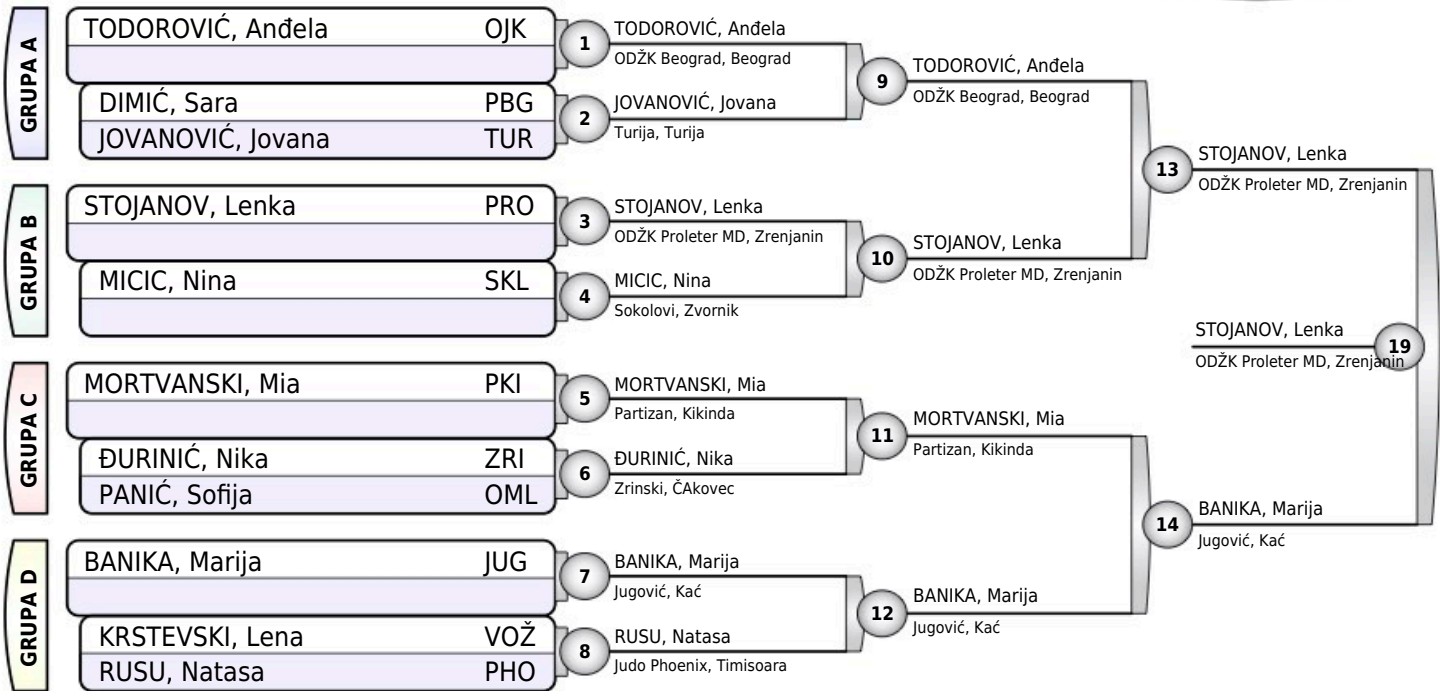 GRUPA A
TODOROVIĆ, Anđela OJK
DIMIĆ, Sara PBG
JOVANOVIĆ, Jovana TUR
GRUPA B
STOJANOV, Lenka PRO
MICIC, Nina SKL
GRUPA C
MORTVANSKI, Mia PKI
ĐURINIĆ, Nika ZRI
PANIĆ, Sofija OML
GRUPA D
BANIKA, Marija JUG
KRSTEVSKI, Lena VOŽ
RUSU, Natasa PHO
1
TODOROVIĆ, Anđela
ODŽK Beograd, Beograd
2
JOVANOVIĆ, Jovana
Turija, Turija
3
STOJANOV, Lenka
ODŽK Proleter MD, Zrenjanin
4
MICIC, Nina
Sokolovi, Zvornik
5
MORTVANSKI, Mia
Partizan, Kikinda
6
ĐURINIĆ, Nika
Zrinski, ČAkovec
7
BANIKA, Marija
Jugović, Kać
8
RUSU, Natasa
Judo Phoenix, Timisoara
9
TODOROVIĆ, Anđela
ODŽK Beograd, Beograd
10
STOJANOV, Lenka
ODŽK Proleter MD, Zrenjanin
11
MORTVANSKI, Mia
Partizan, Kikinda
12
BANIKA, Marija
Jugović, Kać
13
STOJANOV, Lenka
ODŽK Proleter MD, Zrenjanin
14
BANIKA, Marija
Jugović, Kać
STOJANOV, Lenka
19
ODŽK Proleter MD, Zrenjanin